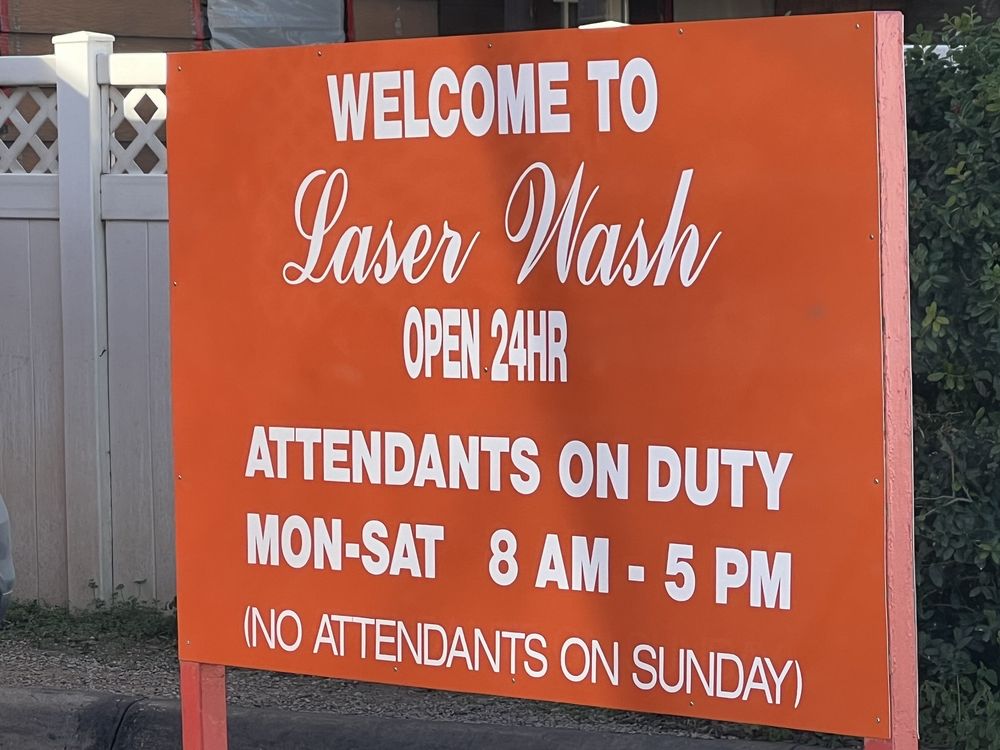 WELCOME TO
Laser Wash
OPEN 24HR
ATTENDANTS ON DUTY
MON-SAT 8 AM - 5 PM
(NO ATTENDANTS ON SUNDAY)